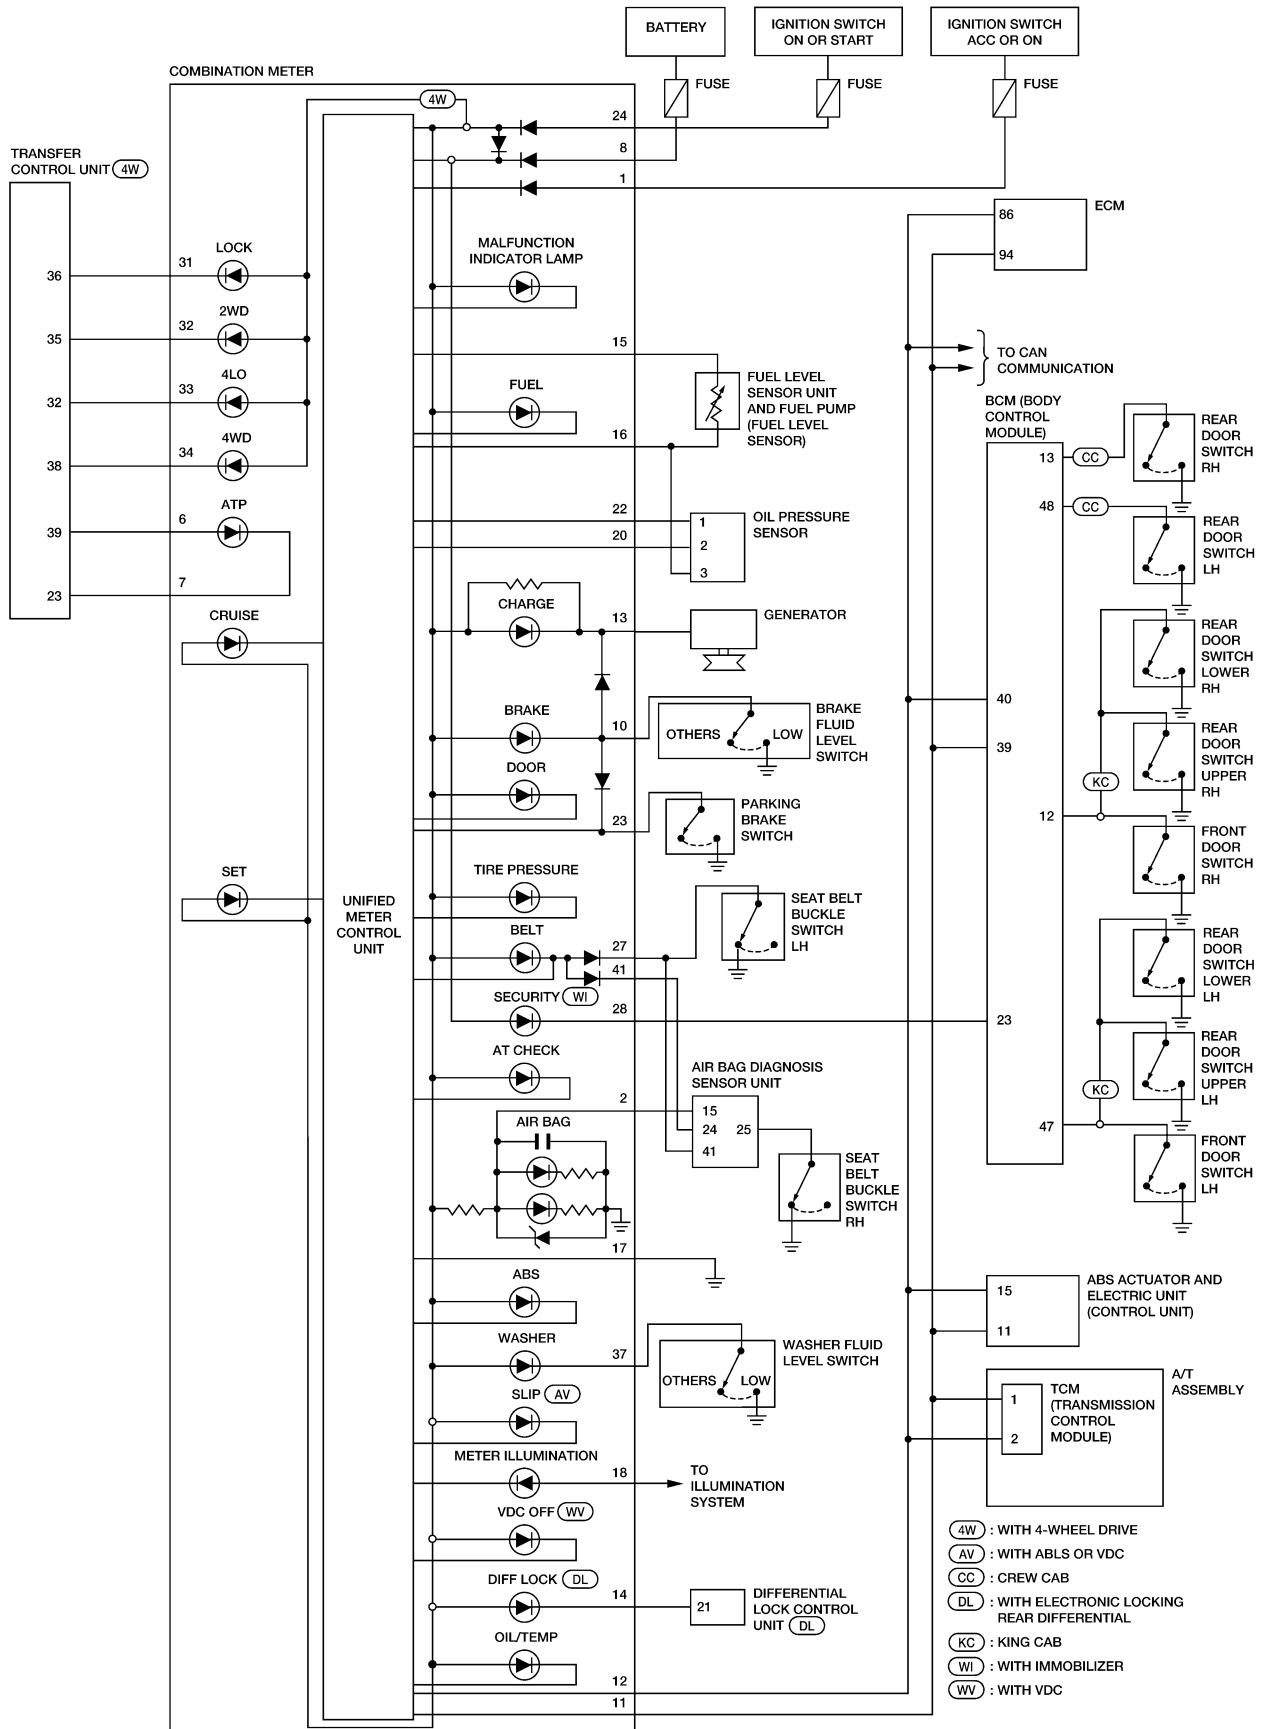 BATTERY
IGNITION SWITCH
ON OR START
IGNITION SWITCH
ACC OR ON
FUSE
FUSE
FUSE
COMBINATION METER
4W
24
8
1
TRANSFER
CONTROL UNIT 4W
36
35
32
38
39
23
31
LOCK
32
2WD
33
4LO
34
4WD
6
ATP
7
CRUISE
SET
UNIFIED
METER
CONTROL
UNIT
MALFUNCTION
INDICATOR LAMP
15
FUEL
16
FUEL LEVEL
SENSOR UNIT
AND FUEL PUMP
(FUEL LEVEL
SENSOR)
22
20
1
2
3
OIL PRESSURE
SENSOR
CHARGE
13
GENERATOR
BRAKE
10
OTHERS
LOW
BRAKE
FLUID
LEVEL
SWITCH
DOOR
23
PARKING
BRAKE
SWITCH
TIRE PRESSURE
BELT
27
41
SEAT BELT
BUCKLE
SWITCH
LH
SECURITY WI
28
AT CHECK
2
AIR BAG DIAGNOSIS
SENSOR UNIT
15
24
41
25
AIR BAG
SEAT
BELT
BUCKLE
SWITCH
RH
17
ABS
WASHER
37
OTHERS
LOW
WASHER FLUID
LEVEL SWITCH
SLIP AV
METER ILLUMINATION
18
TO
ILLUMINATION
SYSTEM
VDC OFF WV
DIFF LOCK DL
14
21
DIFFERENTIAL
LOCK CONTROL
UNIT DL
OIL/TEMP
12
11
86
94
ECM
TO CAN
COMMUNICATION
BCM (BODY
CONTROL
MODULE)
13
48
40
39
12
23
47
CC
CC
KC
KC
REAR
DOOR
SWITCH
RH
REAR
DOOR
SWITCH
LH
REAR
DOOR
SWITCH
LOWER
RH
REAR
DOOR
SWITCH
UPPER
RH
FRONT
DOOR
SWITCH
RH
REAR
DOOR
SWITCH
LOWER
LH
REAR
DOOR
SWITCH
UPPER
LH
FRONT
DOOR
SWITCH
LH
15
11
ABS ACTUATOR AND
ELECTRIC UNIT
(CONTROL UNIT)
A/T
ASSEMBLY
1
2
TCM
(TRANSMISSION
CONTROL
MODULE)
4W : WITH 4-WHEEL DRIVE
AV : WITH ABLS OR VDC
CC : CREW CAB
DL : WITH ELECTRONIC LOCKING
REAR DIFFERENTIAL
KC : KING CAB
WI : WITH IMMOBILIZER
WV : WITH VDC